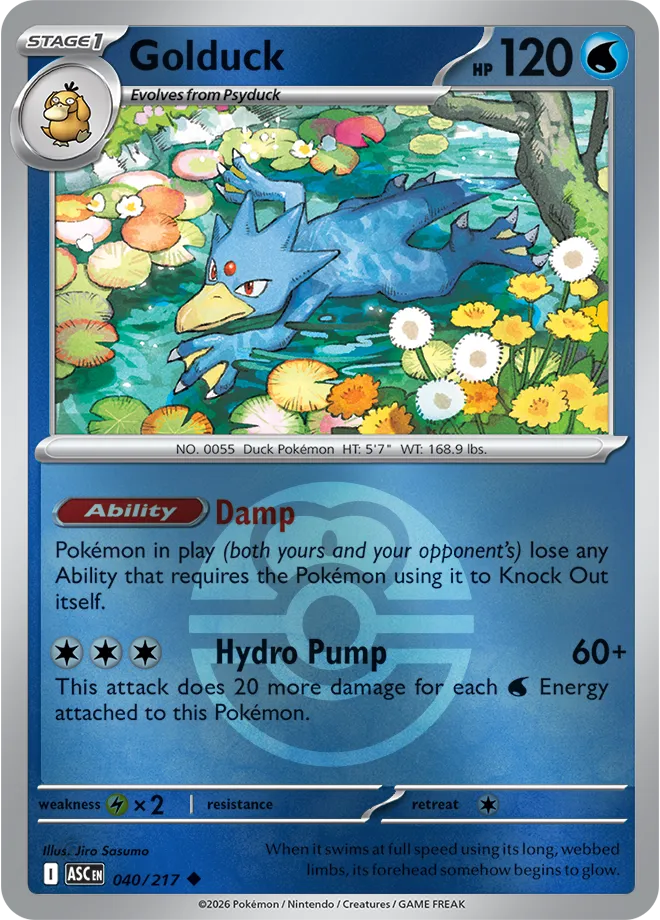 STAGE1
Golduck
HP 120
Evolves from Psyduck
NO. 0055 Duck Pokémon HT: 5'7" WT: 168.9 lbs.
Ability Damp
Pokémon in play (both yours and your opponent's) lose any
Ability that requires the Pokémon using it to Knock Out
itself.
Hydro Pump 60+
This attack does 20 more damage for each Energy
attached to this Pokémon.
weakness ×2 resistance retreat
Illus. Jiro Sasumo
When it swims at full speed using its long, webbed
limbs, its forehead somehow begins to glow.
I ASC EN 040/217
©2026 Pokémon / Nintendo / Creatures / GAME FREAK